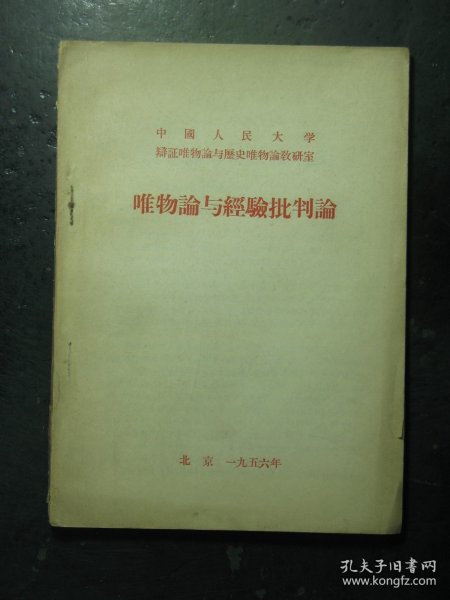 中國人民大学
辯証唯物論与歷史唯物論敎研室
唯物論与經驗批判論
北京 一九五六年
孔夫子旧书网
www.kongfz.com